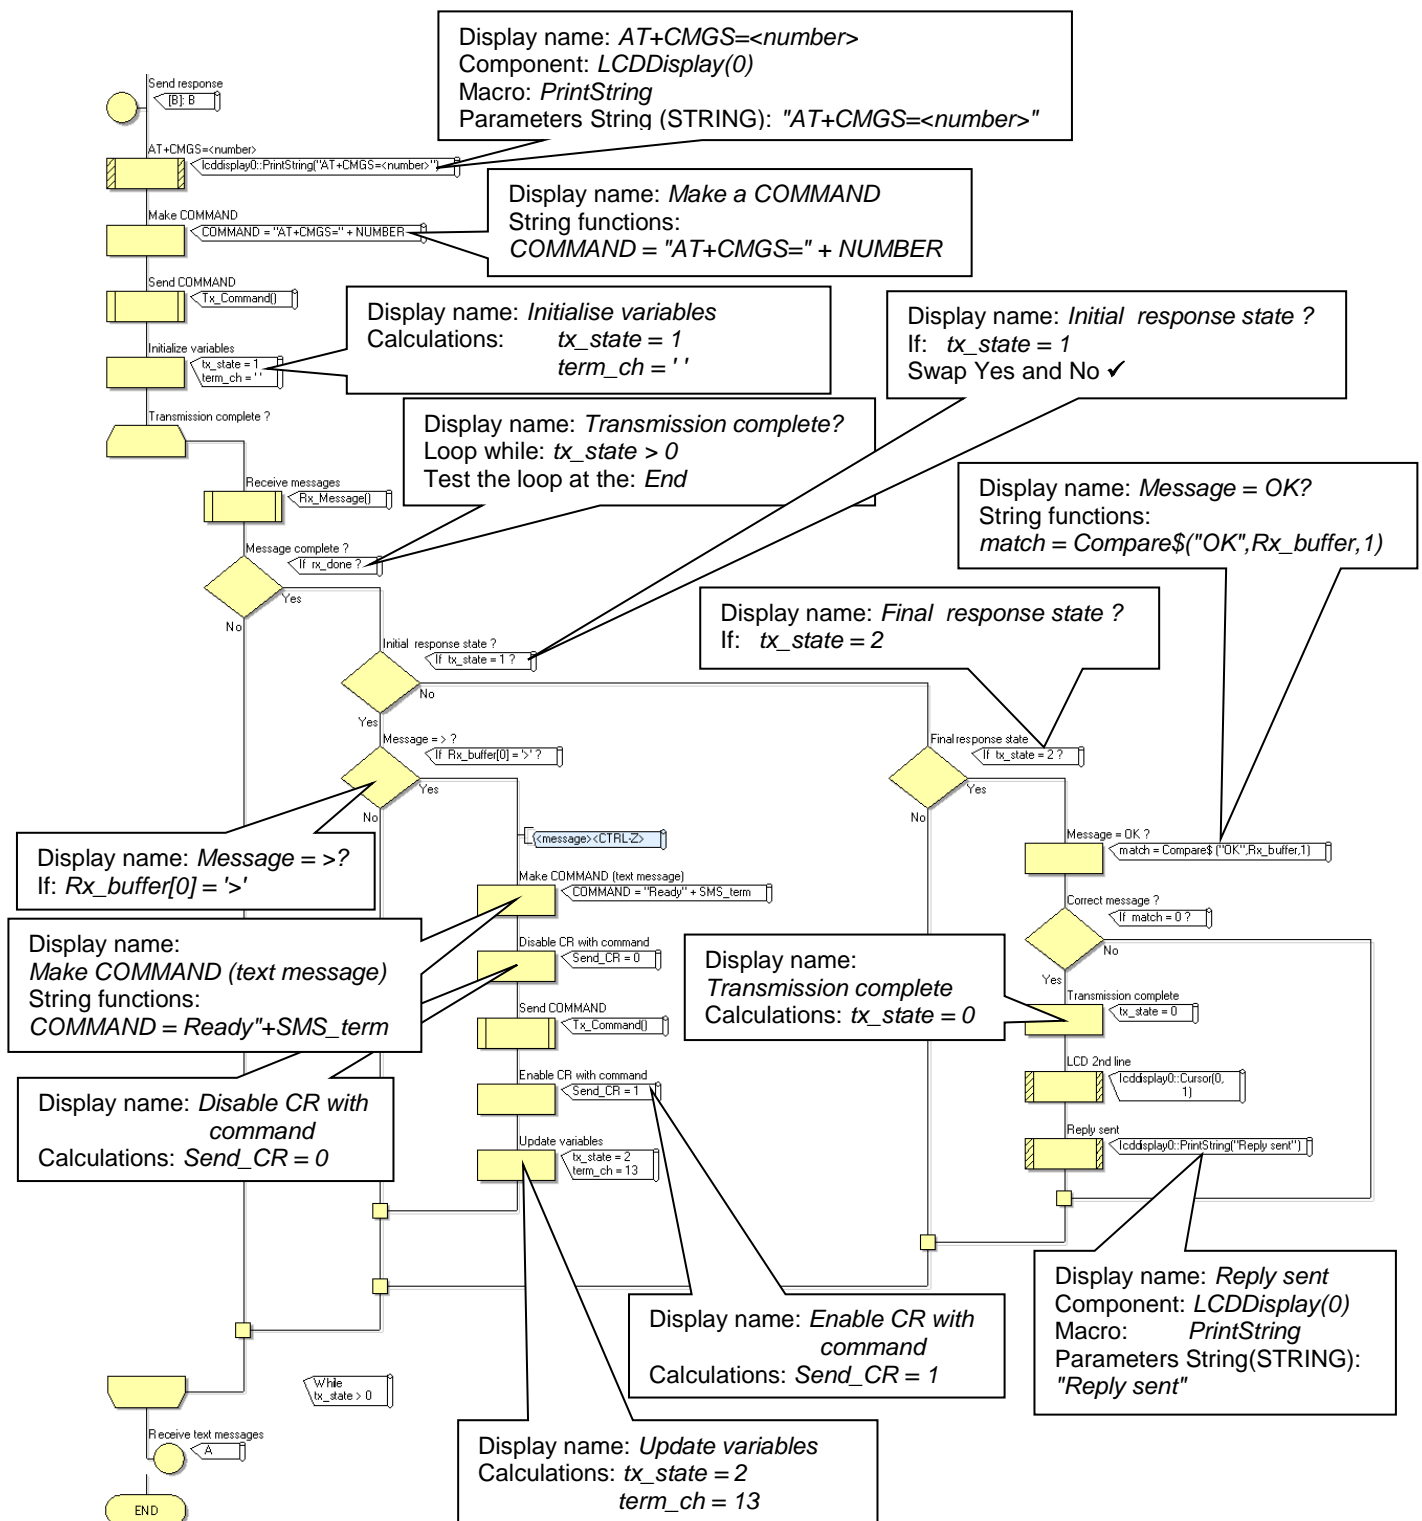 Display name: AT+CMGS=<number>
Component: LCDDisplay(0)
Macro: PrintString
Parameters String (STRING): "AT+CMGS=<number>"
Send response
[B]: B
AT+CMGS=<number>
lcddisplay0::PrintString("AT+CMGS=<number>")
Display name: Make a COMMAND
String functions:
COMMAND = "AT+CMGS=" + NUMBER
Make COMMAND
COMMAND = "AT+CMGS=" + NUMBER
Send COMMAND
Tx_Command()
Display name: Initialise variables
Calculations: tx_state = 1
term_ch = ' '
Display name: Initial response state ?
If: tx_state = 1
Swap Yes and No ✓
Initialize variables
tx_state = 1
term_ch = ' '
Transmission complete ?
Display name: Transmission complete?
Loop while: tx_state > 0
Test the loop at the: End
Receive messages
Rx_Message()
Display name: Message = OK?
String functions:
match = Compare$("OK",Rx_buffer,1)
Message complete ?
If rx_done ?
Yes
No
Display name: Final response state ?
If: tx_state = 2
Initial response state ?
If tx_state = 1 ?
No
Yes
Message = > ?
If Rx_buffer[0] = '>' ?
Yes
No
Final response state
If tx_state = 2 ?
Yes
No
Display name: Message = >?
If: Rx_buffer[0] = '>'
<message><CTRL-Z>
Message = OK ?
match = Compare$ ("OK",Rx_buffer,1)
Make COMMAND (text message)
COMMAND = "Ready" + SMS_term
Correct message ?
If match = 0 ?
No
Yes
Display name:
Make COMMAND (text message)
String functions:
COMMAND = Ready"+SMS_term
Disable CR with command
Send_CR = 0
Display name:
Transmission complete
Calculations: tx_state = 0
Transmission complete
tx_state = 0
Send COMMAND
Tx_Command()
LCD 2nd line
lcddisplay0::Cursor(0,
1)
Display name: Disable CR with
command
Calculations: Send_CR = 0
Enable CR with command
Send_CR = 1
Reply sent
lcddisplay0::PrintString("Reply sent")
Update variables
tx_state = 2
term_ch = 13
Display name: Reply sent
Component: LCDDisplay(0)
Macro: PrintString
Parameters String(STRING):
"Reply sent"
Display name: Enable CR with
command
Calculations: Send_CR = 1
While
tx_state > 0
Receive text messages
A
Display name: Update variables
Calculations: tx_state = 2
term_ch = 13
END